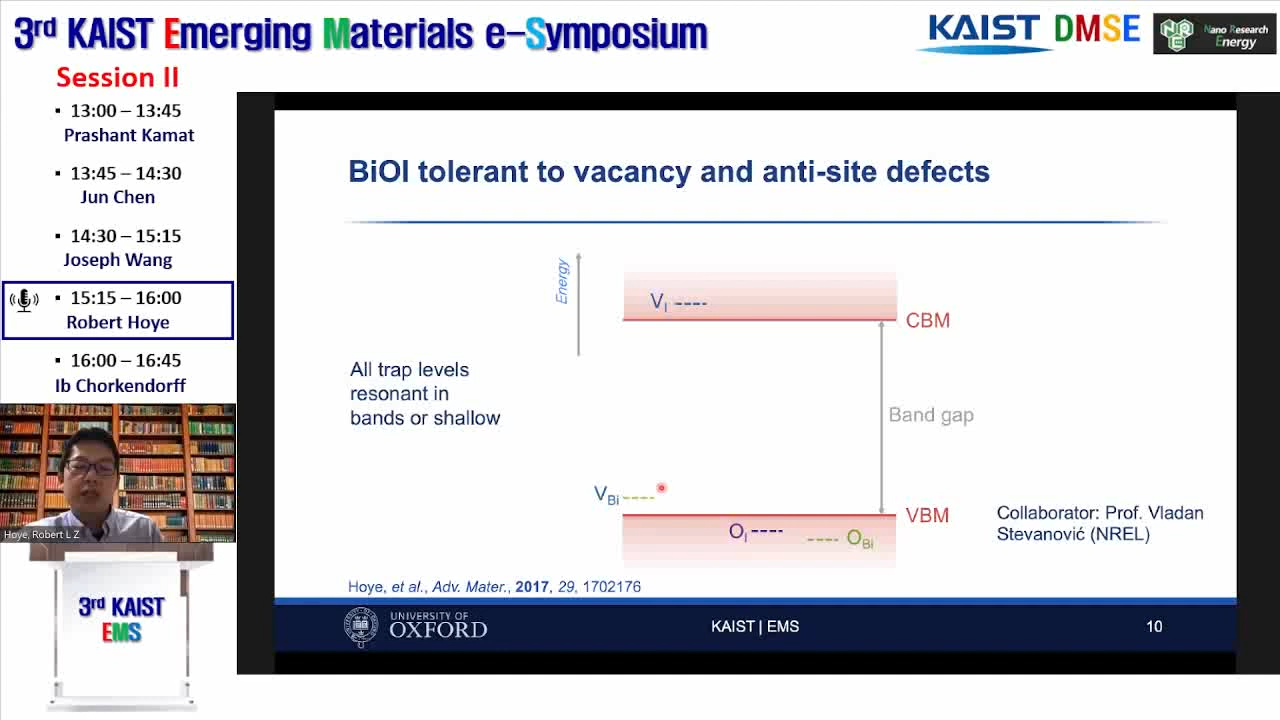 3rd KAIST Emerging Materials e-Symposium
KAIST DMSE
Nano Research
Energy
NRE
Session II
▪ 13:00 – 13:45
Prashant Kamat
▪ 13:45 – 14:30
Jun Chen
▪ 14:30 – 15:15
Joseph Wang
▪ 15:15 – 16:00
Robert Hoye
▪ 16:00 – 16:45
Ib Chorkendorff
Hoye, Robert L Z
3rd KAIST
EMS
BiOI tolerant to vacancy and anti-site defects
Energy
VI
CBM
All trap levels
resonant in
bands or shallow
Band gap
VBi
VBM
OI
OBi
Collaborator: Prof. Vladan
Stevanović (NREL)
Hoye, et al., Adv. Mater., 2017, 29, 1702176
UNIVERSITY OF
OXFORD
KAIST | EMS
10